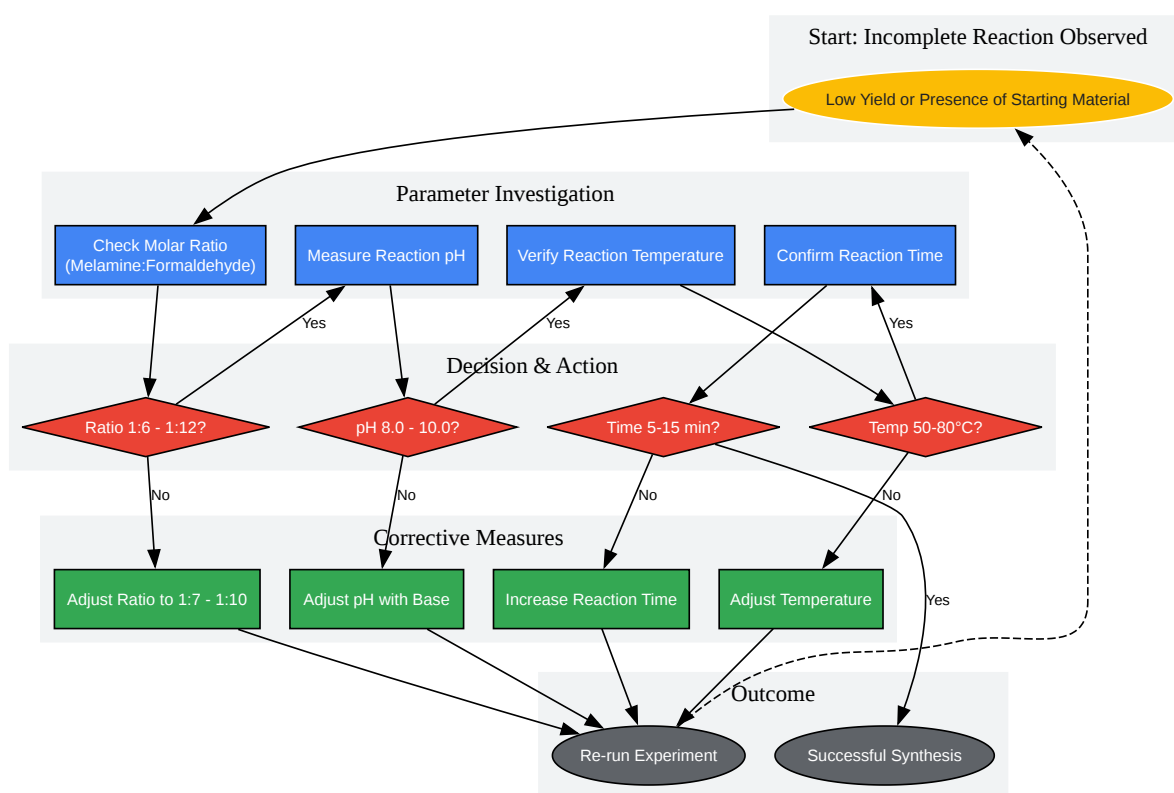 Start: Incomplete Reaction Observed
Low Yield or Presence of Starting Material
Parameter Investigation
Check Molar Ratio
(Melamine:Formaldehyde)
Measure Reaction pH
Verify Reaction Temperature
Confirm Reaction Time
Yes
Yes
Yes
Decision & Action
Ratio 1:6 - 1:12?
pH 8.0 - 10.0?
Time 5-15 min?
Temp 50-80°C?
No
No
No
No
Corrective Measures
Adjust Ratio to 1:7 - 1:10
Adjust pH with Base
Increase Reaction Time
Adjust Temperature
Yes
Outcome
Re-run Experiment
Successful Synthesis